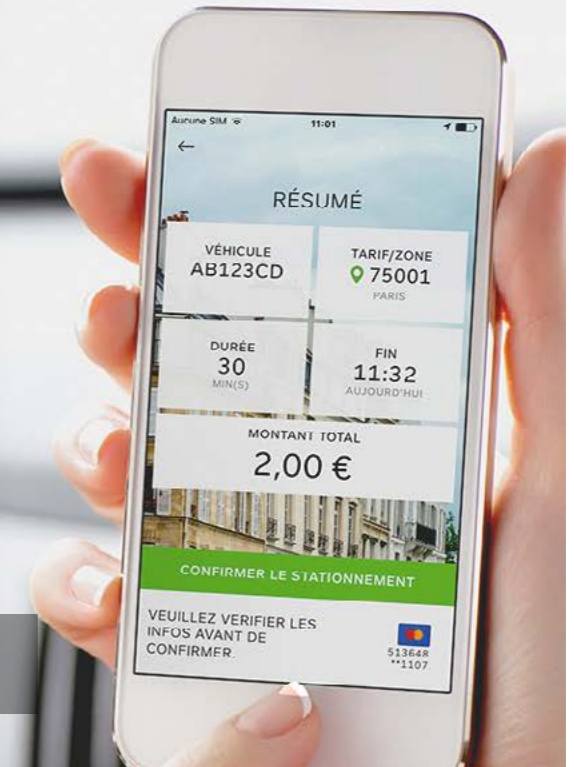 Aucune SIM 11:01
←
RÉSUMÉ
VÉHICULE
AB123CD
TARIF/ZONE
75001
PARIS
DURÉE
30
MIN(S)
FIN
11:32
AUJOURD'HUI
MONTANT TOTAL
2,00 €
CONFIRMER LE STATIONNEMENT
VEUILLEZ VERIFIER LES
INFOS AVANT DE
CONFIRMER.
513648
**1107